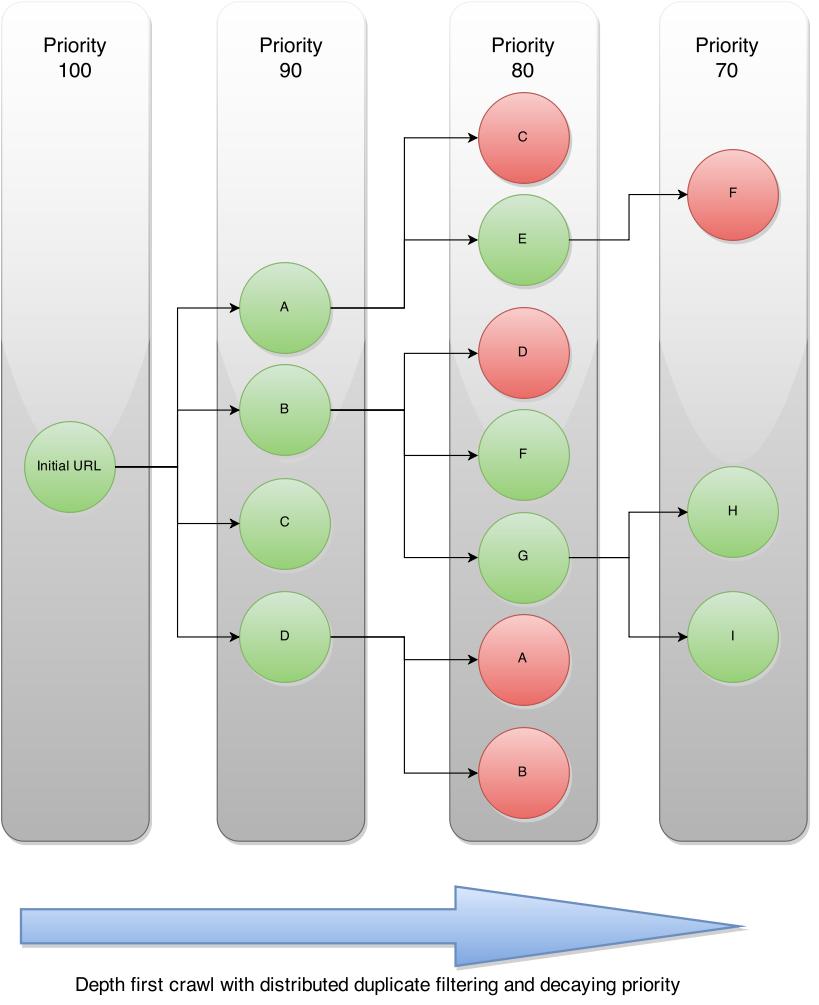 Priority
100
Priority
90
Priority
80
Priority
70
Initial URL
A
B
C
D
C
E
D
F
G
A
B
F
H
I
Depth first crawl with distributed duplicate filtering and decaying priority